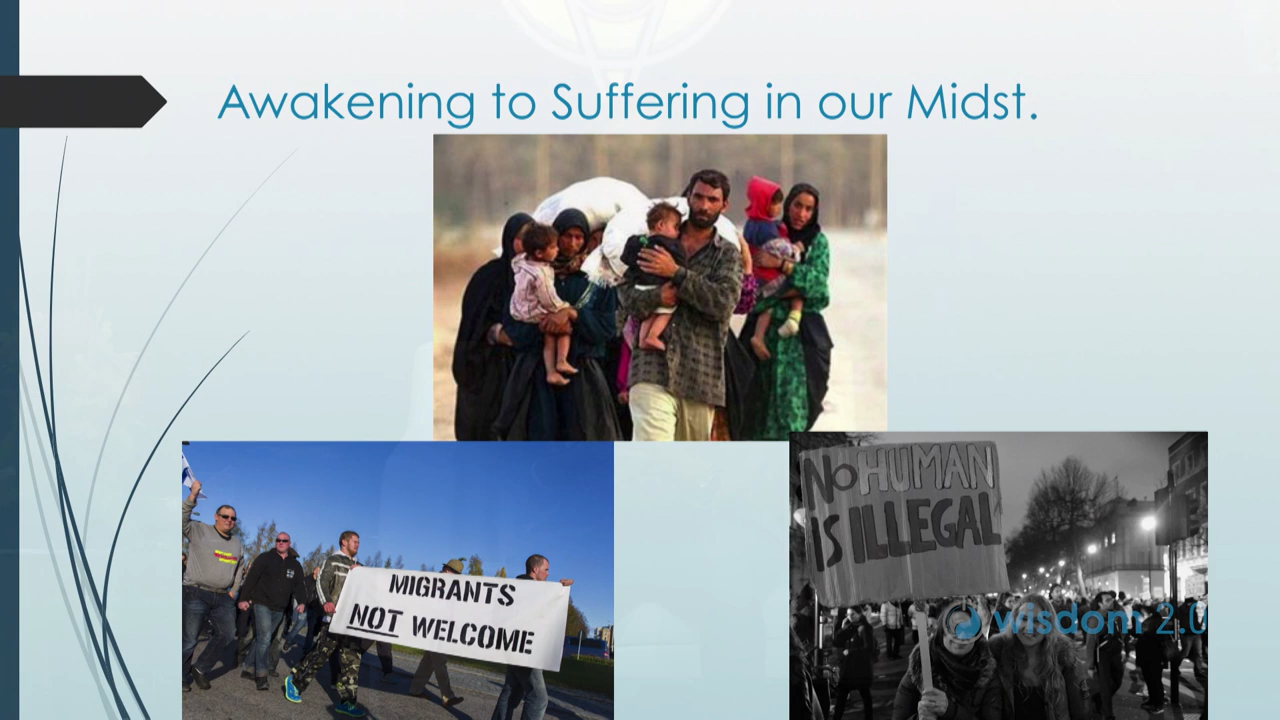 Awakening to Suffering in our Midst.
MIGRANTS
NOT WELCOME
No HUMAN
IS ILLEGAL
wisdom 2.0